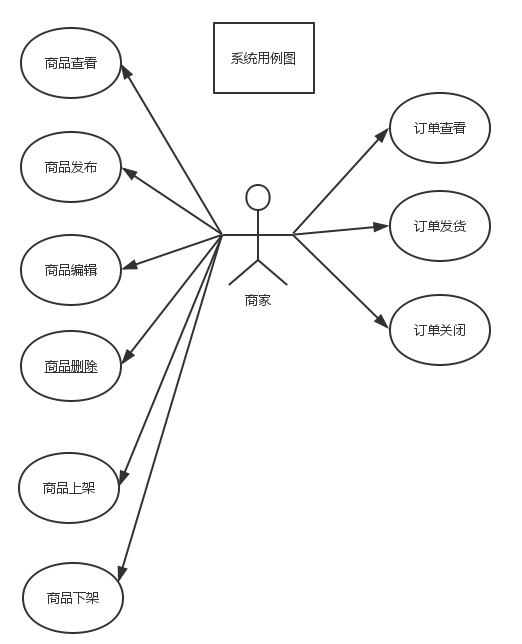 系统用例图
商品查看
商品发布
商品编辑
商品删除
商品上架
商品下架
商家
订单查看
订单发货
订单关闭